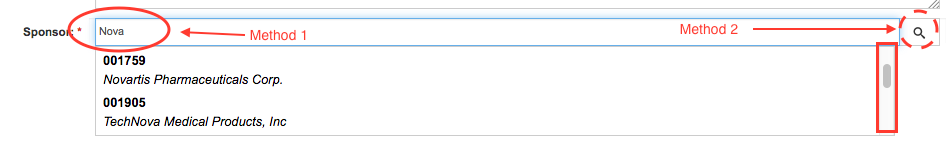 Sponsor: * Nova Method 1 Method 2
001759
Novartis Pharmaceuticals Corp.
001905
TechNova Medical Products, Inc